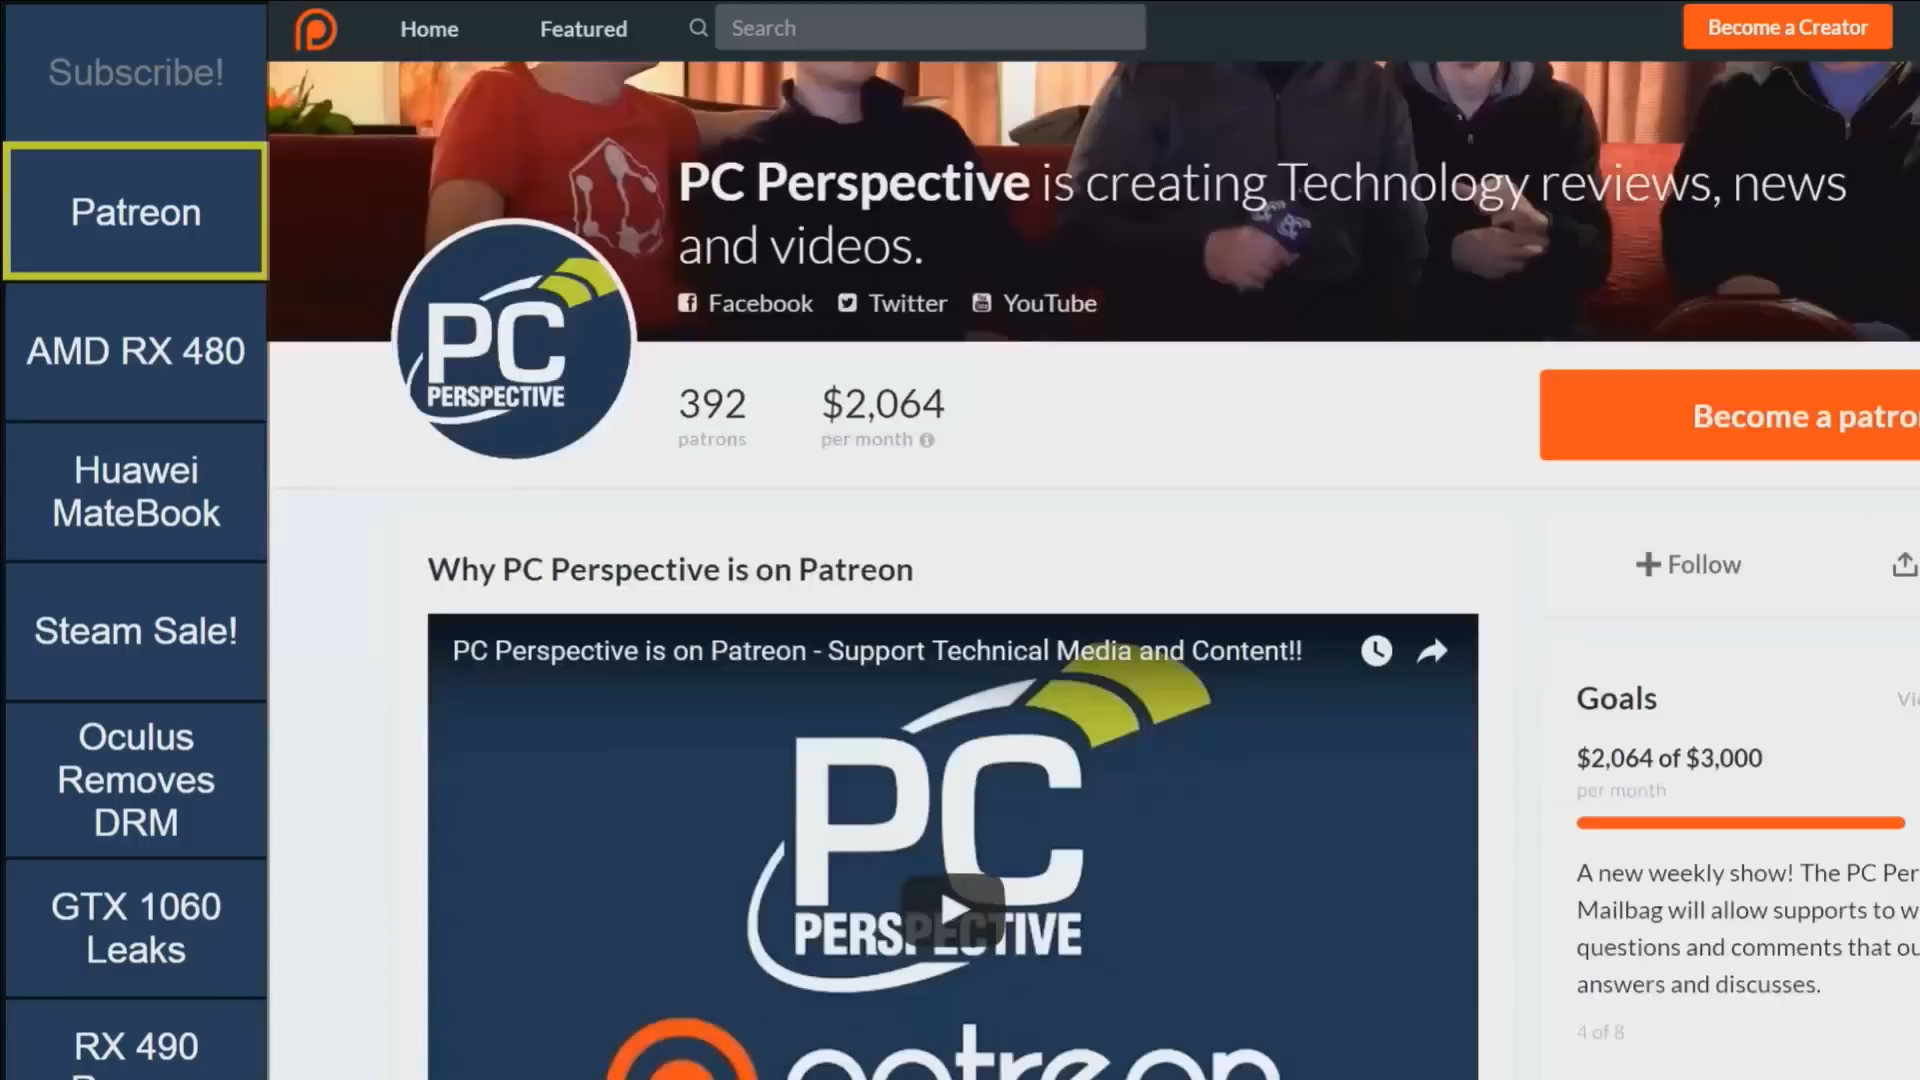 Subscribe!
Patreon
AMD RX 480
Huawei
MateBook
Steam Sale!
Oculus
Removes
DRM
GTX 1060
Leaks
RX 490
Home
Featured
Search
Become a Creator
PC Perspective is creating Technology reviews, news
and videos.
Facebook
Twitter
YouTube
PC
PERSPECTIVE
392
patrons
$2,064
per month
Become a patro
Why PC Perspective is on Patreon
PC Perspective is on Patreon - Support Technical Media and Content!!
PC
PERSPECTIVE
patreon
Follow
Goals
$2,064 of $3,000
per month
A new weekly show! The PC Per
Mailbag will allow supports to w
questions and comments that ou
answers and discusses.
4 of 8